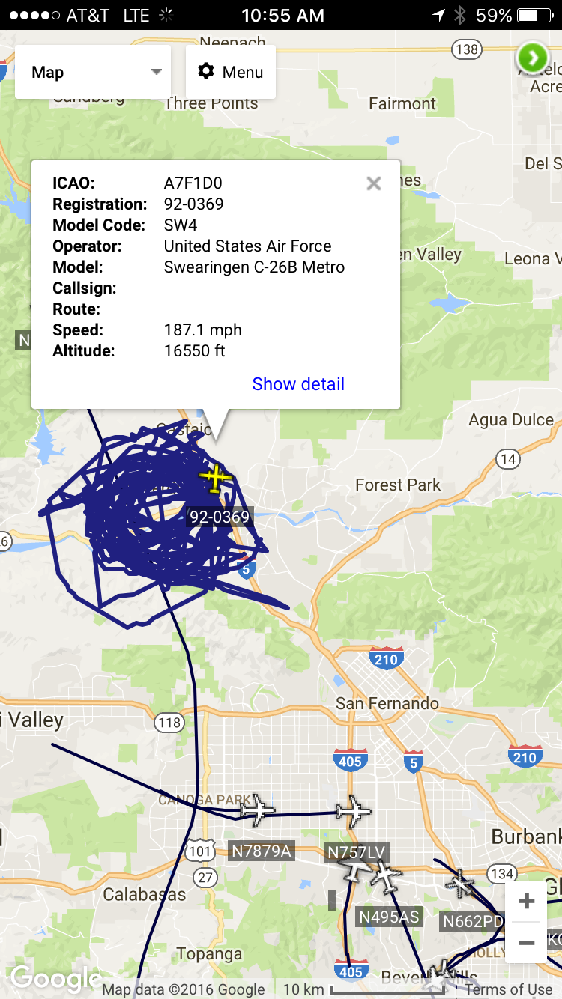 AT&T LTE 10:55 AM 59%
Neenach
138
Map
Menu
Acre
Three Points
Fairmont
Del S
ICAO: A7F1D0
Registration: 92-0369
Model Code: SW4
Operator: United States Air Force
Model: Swearingen C-26B Metro
Callsign:
Route:
Speed: 187.1 mph
Altitude: 16550 ft
Show detail
nes
en Valley
Leona V
N
Castaic
Agua Dulce
14
Forest Park
92-0369
6
5
210
San Fernando
i Valley
118
405
5
210
CANOGA PARK
Burbank
101
N7879A
N757LV
27
134
Calabasas
N495AS
N662PD
+
−
Topanga
HOLLY
405
Beverly Hills
Google
Map data ©2016 Google
10 km
Terms of Use